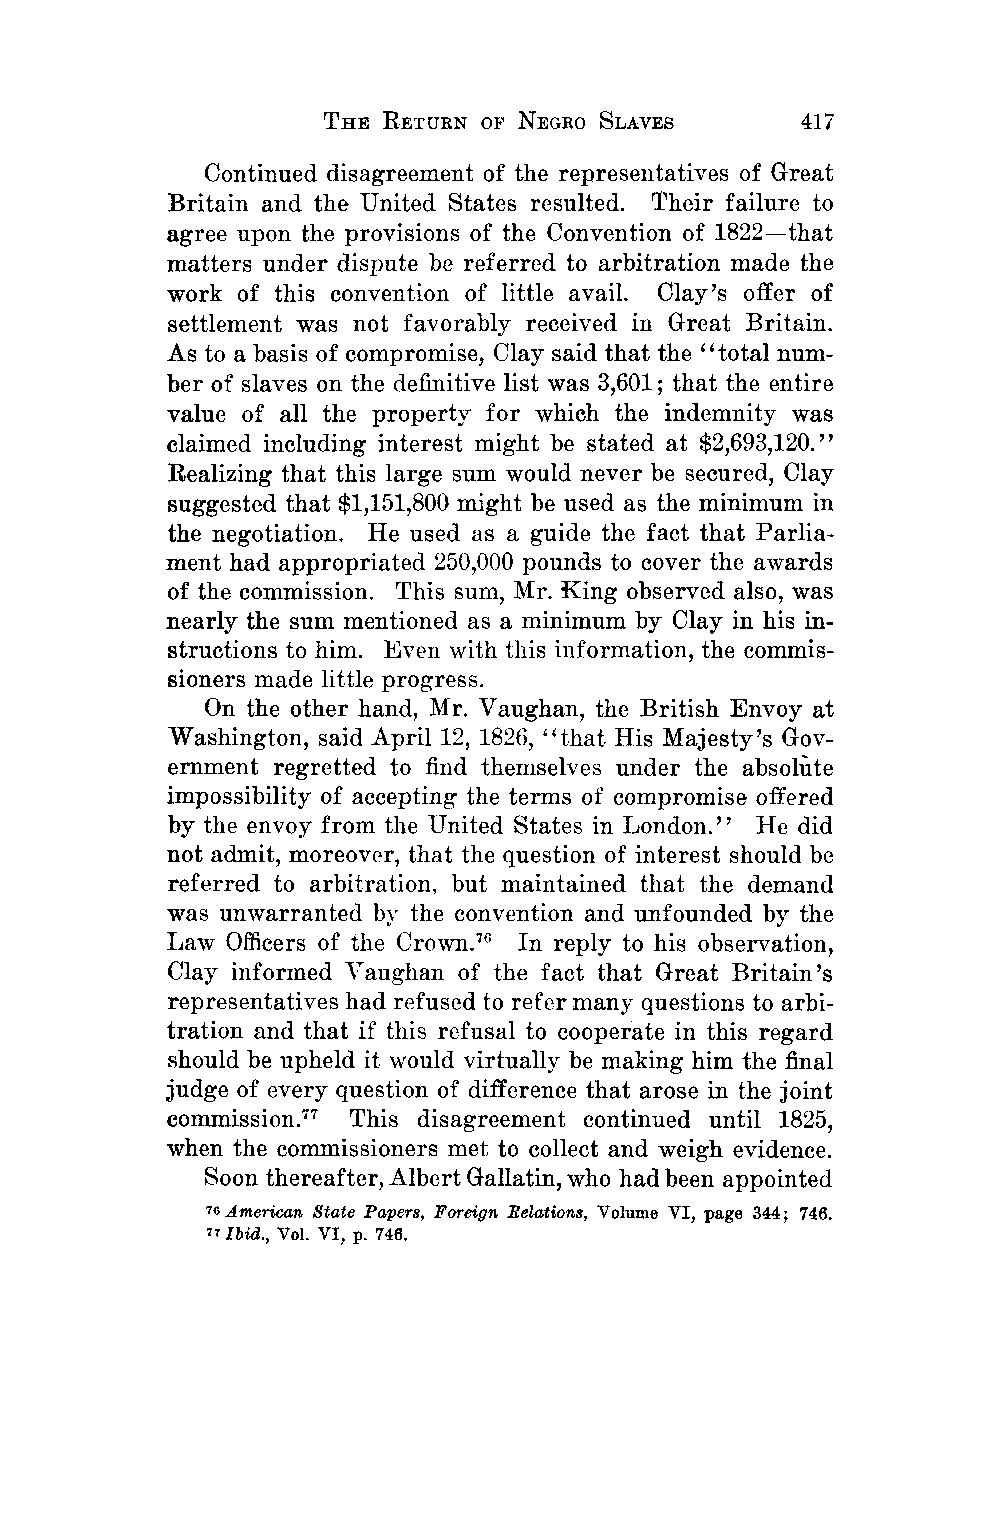 THE RETURN OF NEGRO SLAVES 417
Continued disagreement of the representatives of Great
Britain and the United States resulted. Their failure to
agree upon the provisions of the Convention of 1822—that
matters under dispute be referred to arbitration made the
work of this convention of little avail. Clay's offer of
settlement was not favorably received in Great Britain.
As to a basis of compromise, Clay said that the "total num-
ber of slaves on the definitive list was 3,601; that the entire
value of all the property for which the indemnity was
claimed including interest might be stated at $2,693,120."
Realizing that this large sum would never be secured, Clay
suggested that $1,151,800 might be used as the minimum in
the negotiation. He used as a guide the fact that Parlia-
ment had appropriated 250,000 pounds to cover the awards
of the commission. This sum, Mr. King observed also, was
nearly the sum mentioned as a minimum by Clay in his in-
structions to him. Even with this information, the commis-
sioners made little progress.
On the other hand, Mr. Vaughan, the British Envoy at
Washington, said April 12, 1826, "that His Majesty's Gov-
ernment regretted to find themselves under the absolute
impossibility of accepting the terms of compromise offered
by the envoy from the United States in London." He did
not admit, moreover, that the question of interest should be
referred to arbitration, but maintained that the demand
was unwarranted by the convention and unfounded by the
Law Officers of the Crown.⁷⁶ In reply to his observation,
Clay informed Vaughan of the fact that Great Britain's
representatives had refused to refer many questions to arbi-
tration and that if this refusal to cooperate in this regard
should be upheld it would virtually be making him the final
judge of every question of difference that arose in the joint
commission.⁷⁷ This disagreement continued until 1825,
when the commissioners met to collect and weigh evidence.
Soon thereafter, Albert Gallatin, who had been appointed
⁷⁶ American State Papers, Foreign Relations, Volume VI, page 344; 746.
⁷⁷ Ibid., Vol. VI, p. 746.